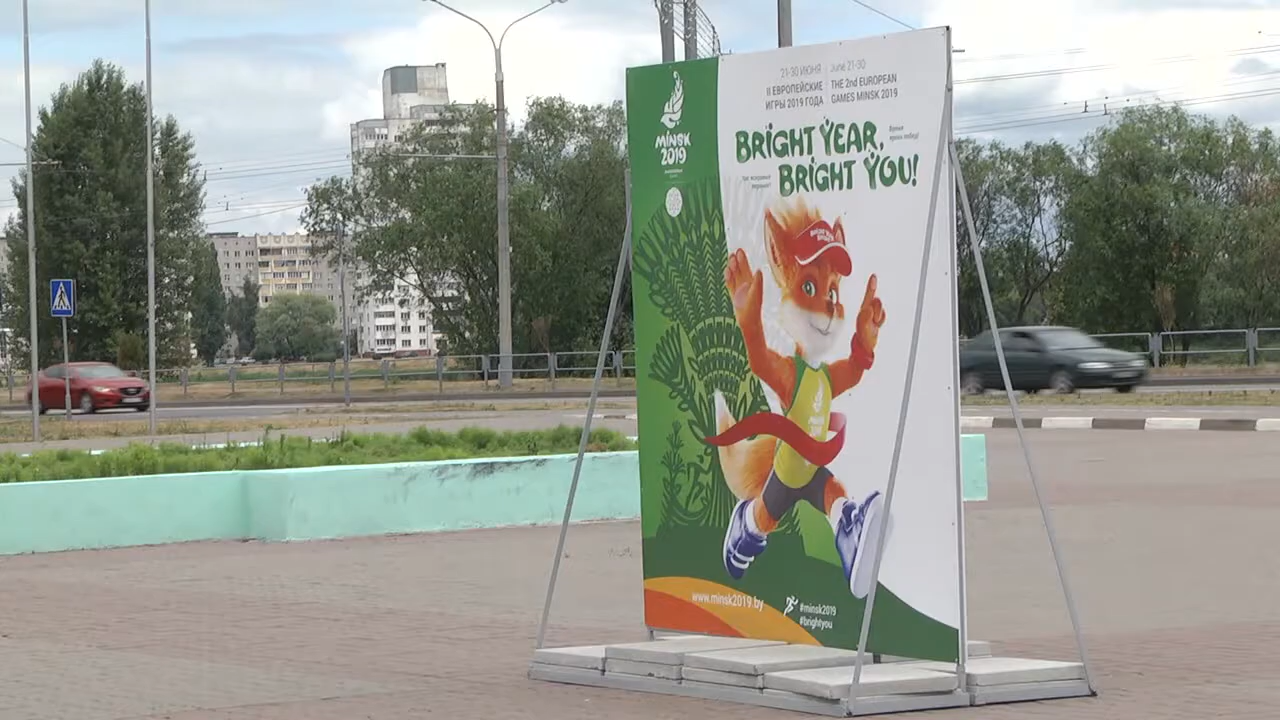 MINSK
2019
21-30 ИЮНЯ
II ЕВРОПЕЙСКИЕ
ИГРЫ 2019 ГОДА
June 21-30
THE 2nd EUROPEAN
GAMES MINSK 2019
BRIGHT YEAR,
BRIGHT YOU!
www.minsk2019.by
#minsk2019
#brightyou